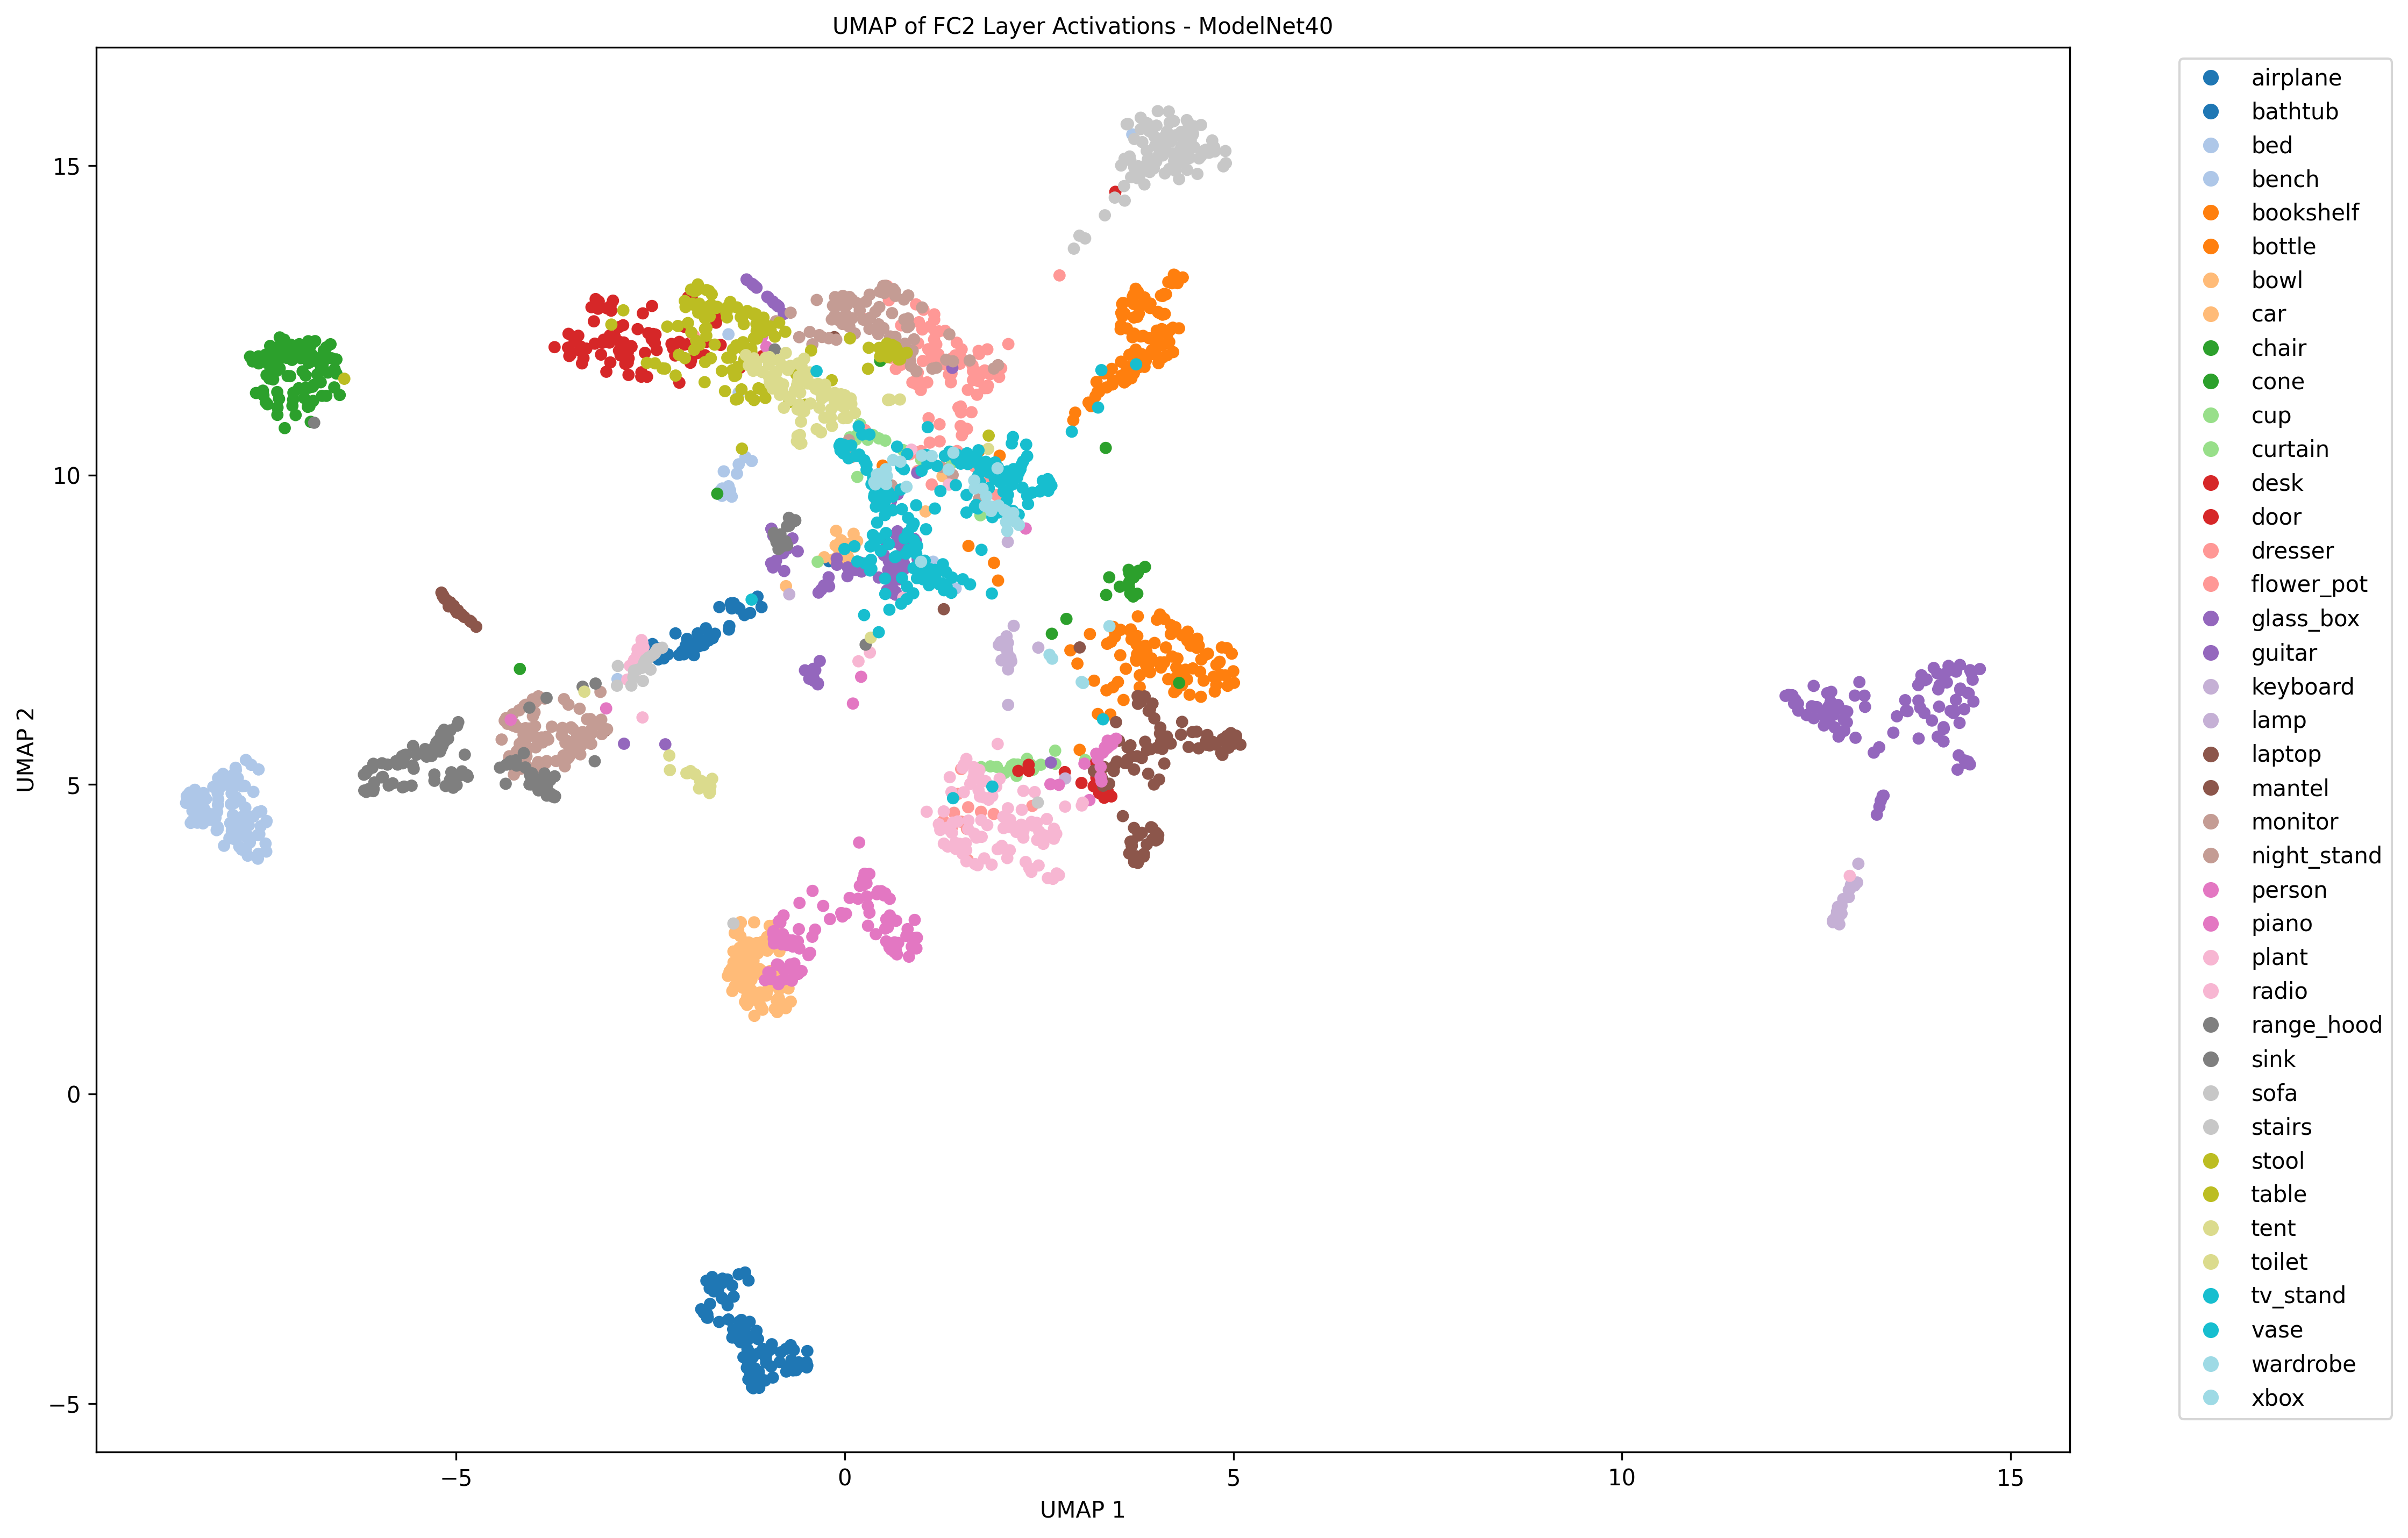 UMAP of FC2 Layer Activations - ModelNet40
15
10
5
0
−5
UMAP 2
−5
0
5
10
15
UMAP 1
airplane
bathtub
bed
bench
bookshelf
bottle
bowl
car
chair
cone
cup
curtain
desk
door
dresser
flower_pot
glass_box
guitar
keyboard
lamp
laptop
mantel
monitor
night_stand
person
piano
plant
radio
range_hood
sink
sofa
stairs
stool
table
tent
toilet
tv_stand
vase
wardrobe
xbox